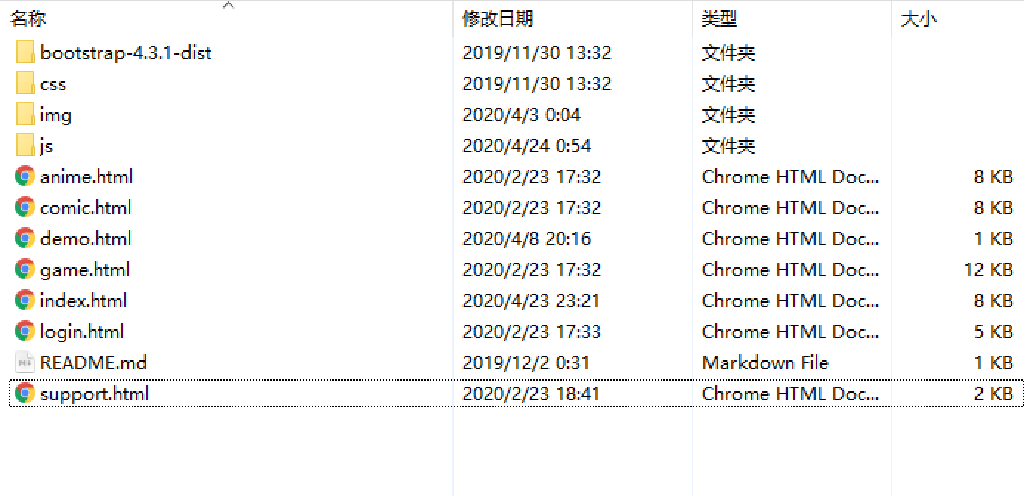 名称 修改日期 类型 大小
bootstrap-4.3.1-dist 2019/11/30 13:32 文件夹
css 2019/11/30 13:32 文件夹
img 2020/4/3 0:04 文件夹
js 2020/4/24 0:54 文件夹
anime.html 2020/2/23 17:32 Chrome HTML Doc... 8 KB
comic.html 2020/2/23 17:32 Chrome HTML Doc... 8 KB
demo.html 2020/4/8 20:16 Chrome HTML Doc... 1 KB
game.html 2020/2/23 17:32 Chrome HTML Doc... 12 KB
index.html 2020/4/23 23:21 Chrome HTML Doc... 8 KB
login.html 2020/2/23 17:33 Chrome HTML Doc... 5 KB
README.md 2019/12/2 0:31 Markdown File 1 KB
support.html 2020/2/23 18:41 Chrome HTML Doc... 2 KB